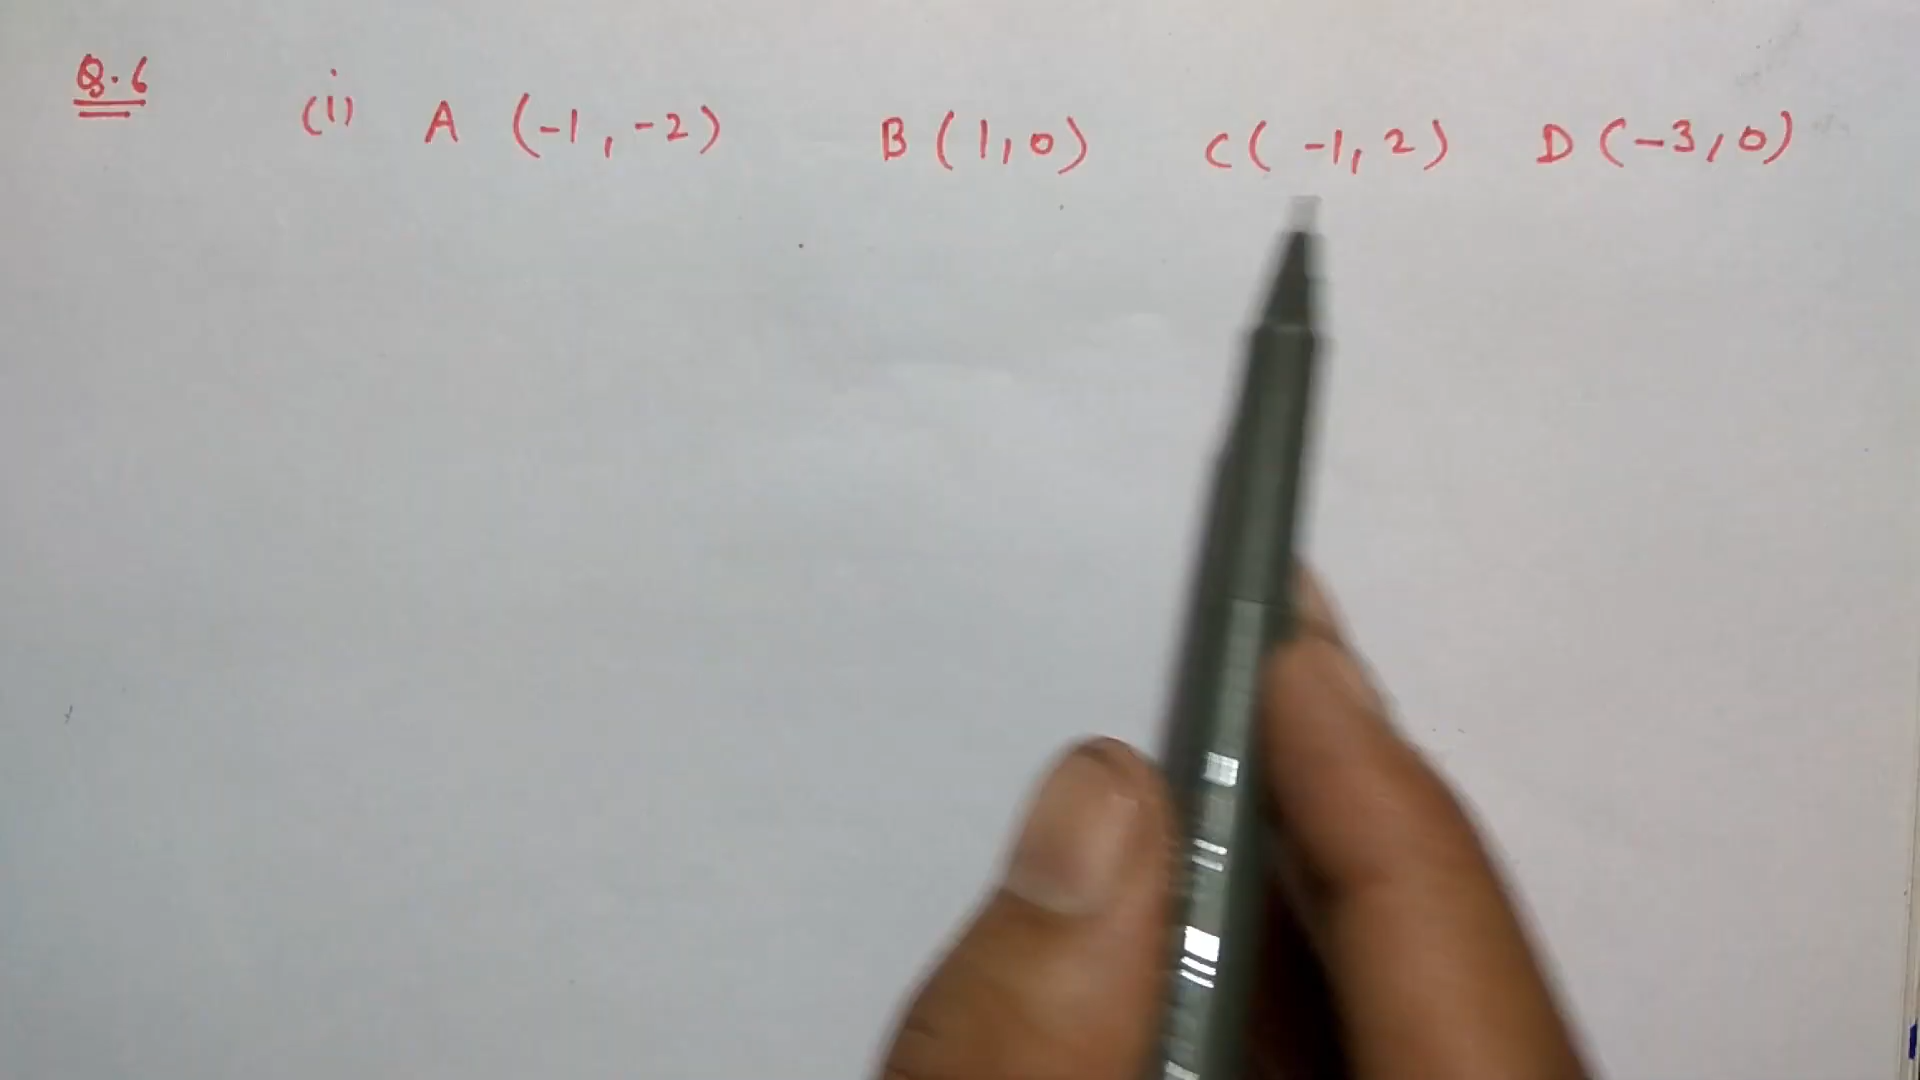 Q.6 (i) A (-1, -2) B (1, 0) C( -1, 2) D (-3, 0)